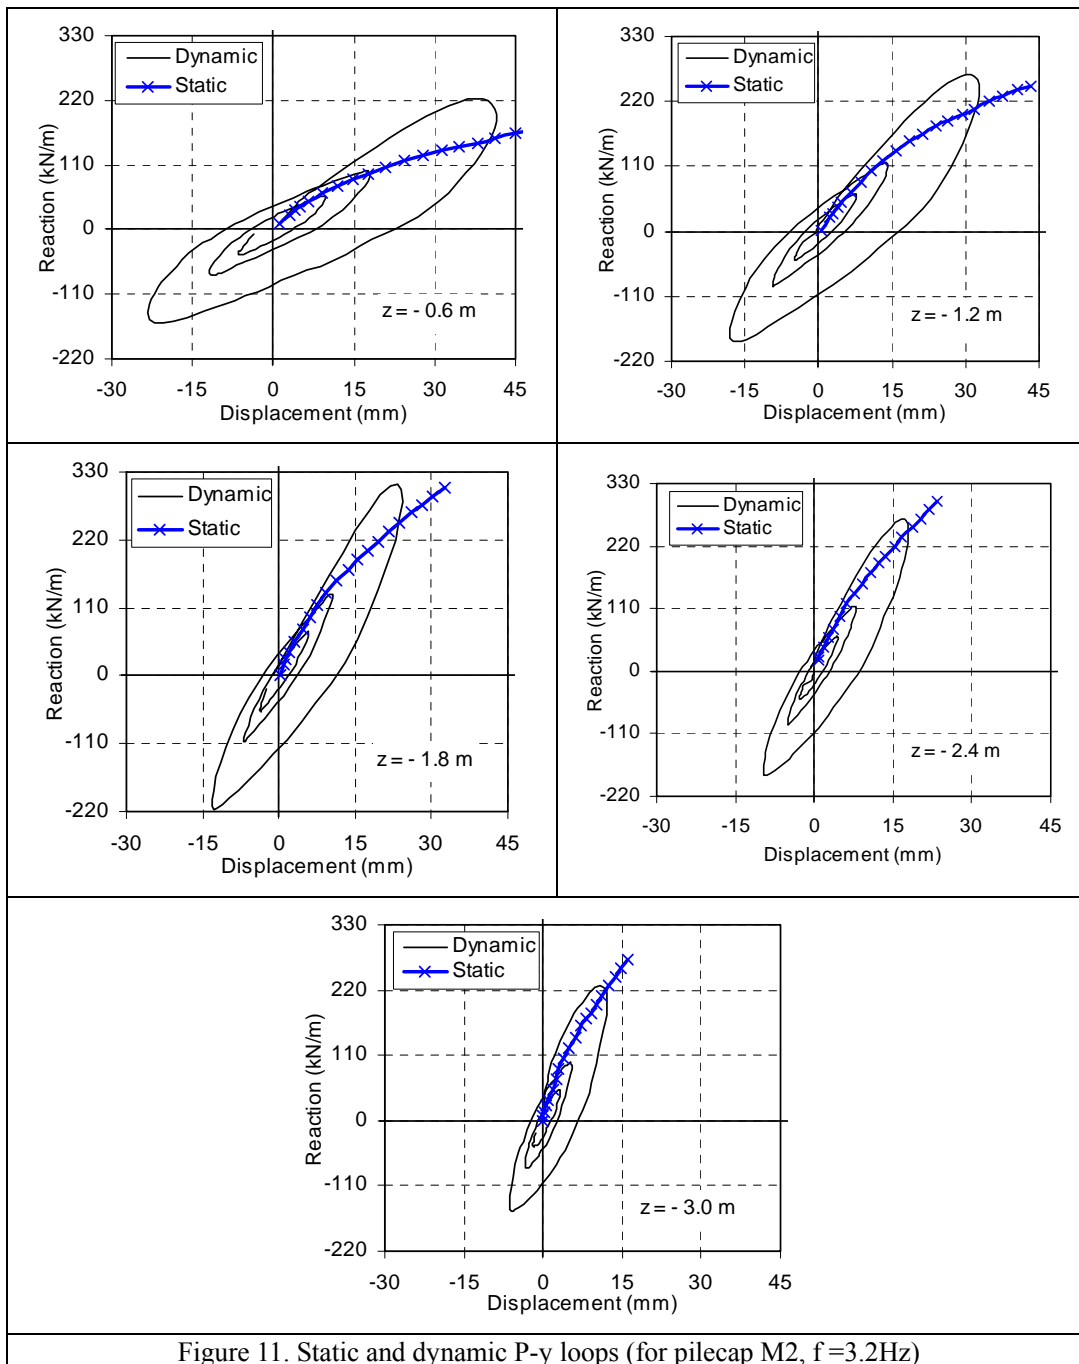 330
220
110
0
-110
-220
Reaction (kN/m)
Dynamic
Static
z = - 0.6 m
-30 -15 0 15 30 45
Displacement (mm)
330
220
110
0
-110
-220
Reaction (kN/m)
Dynamic
Static
z = - 1.2 m
-30 -15 0 15 30 45
Displacement (mm)
330
220
110
0
-110
-220
Reaction (kN/m)
Dynamic
Static
z = - 1.8 m
-30 -15 0 15 30 45
Displacement (mm)
330
220
110
0
-110
-220
Reaction (kN/m)
Dynamic
Static
z = - 2.4 m
-30 -15 0 15 30 45
Displacement (mm)
330
220
110
0
-110
-220
Reaction (kN/m)
Dynamic
Static
z = - 3.0 m
-30 -15 0 15 30 45
Displacement (mm)
Figure 11. Static and dynamic P-y loops (for pilecap M2, f =3.2Hz)